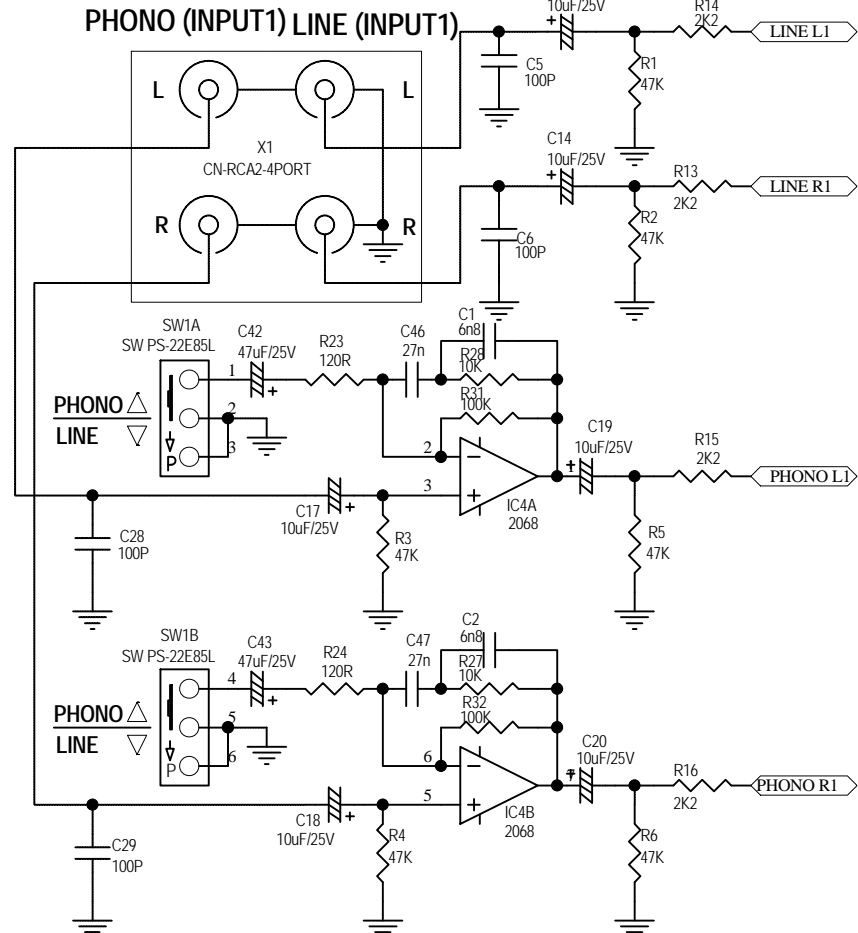 PHONO (INPUT1) LINE (INPUT1)
10uF/25V
+
R14
2K2
LINE L1
C5
100P
R1
47K
L
L
X1
CN-RCA2-4PORT
R
R
C14
10uF/25V
+
R13
2K2
LINE R1
C6
100P
R2
47K
SW1A
SW PS-22E85L
C42
47uF/25V
+
R23
120R
C46
27n
C1
6n8
R28
10K
R31
100K
1
2
3
P
PHONO △
LINE ▽
2
3
−
+
IC4A
2068
C19
10uF/25V
R15
2K2
PHONO L1
C17
10uF/25V
+
C28
100P
R3
47K
R5
47K
SW1B
SW PS-22E85L
C43
47uF/25V
+
R24
120R
C47
27n
C2
6n8
R27
10K
R32
100K
4
5
6
P
PHONO △
LINE ▽
6
5
−
+
IC4B
2068
C20
10uF/25V
R16
2K2
PHONO R1
C18
10uF/25V
+
C29
100P
R4
47K
R6
47K